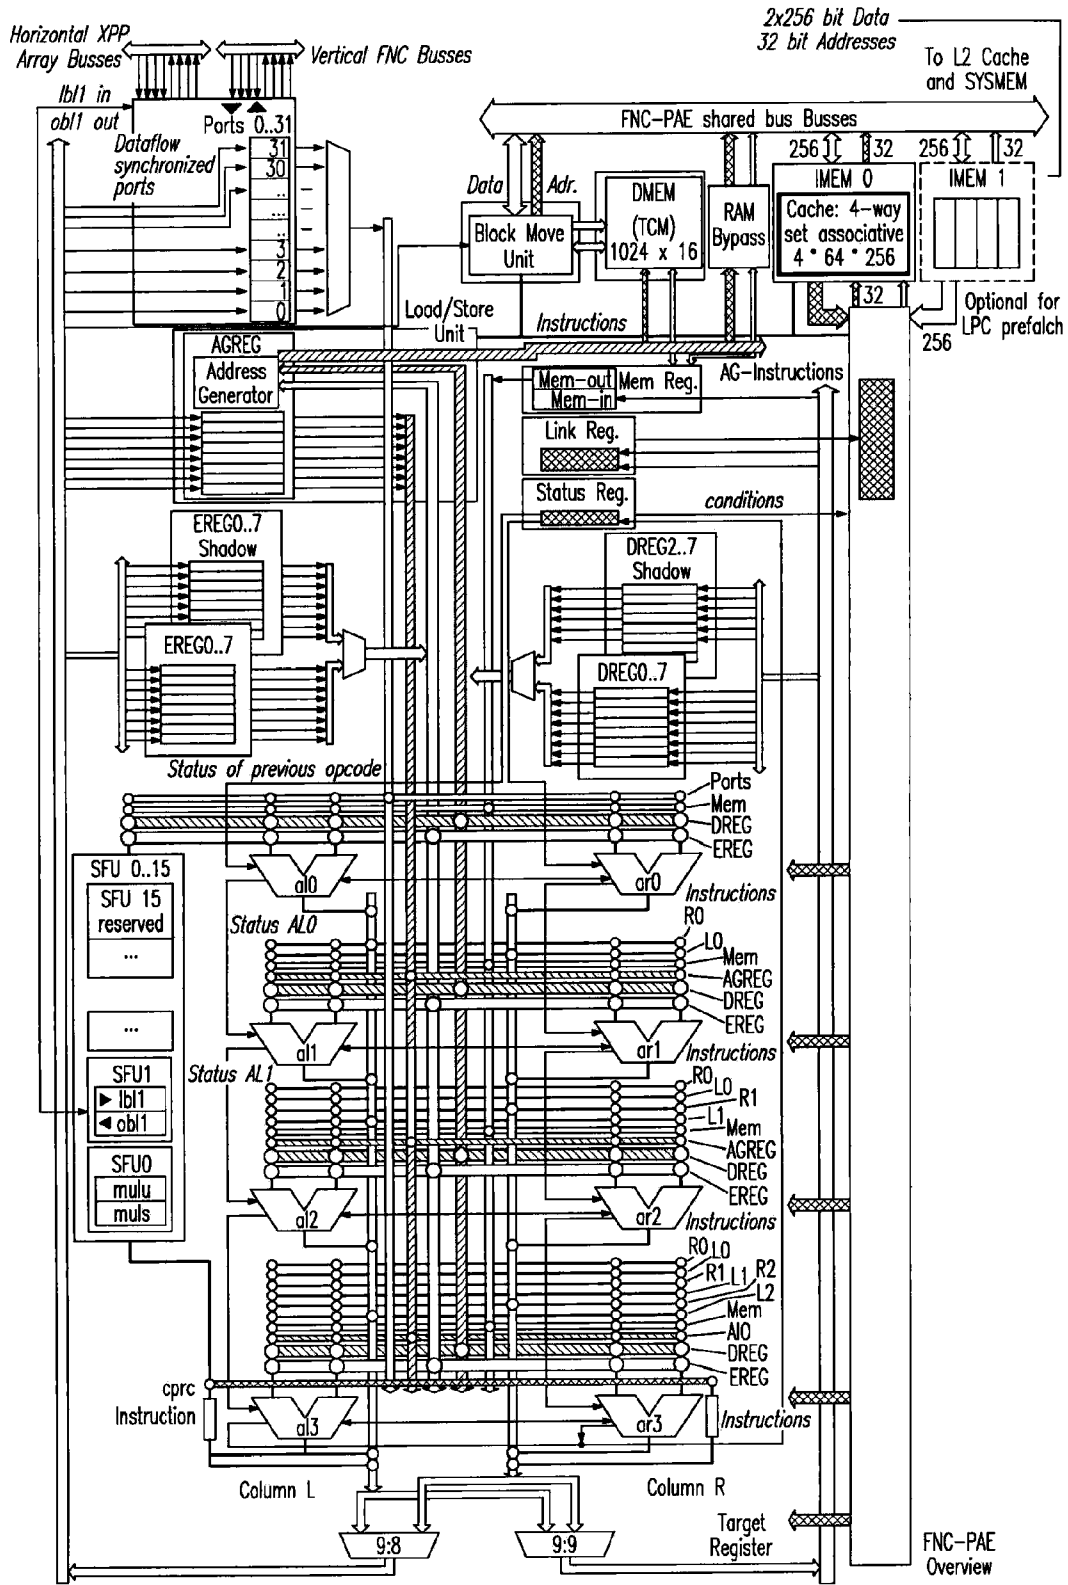 2x256 bit Data
32 bit Addresses
Horizontal XPP
Array Busses
Vertical FNC Busses
To L2 Cache
and SYSMEM
Ibl1 in
obl1 out
Ports 0..31
Dataflow
synchronized
ports
31
30
..
...
..
3
2
1
0
FNC-PAE shared bus Busses
256
32
256
32
Data
Adr.
Block Move
Unit
DMEM
(TCM)
1024 x 16
RAM
Bypass
IMEM 0
Cache: 4-way
set associative
4 * 64 * 256
IMEM 1
32
Optional for
LPC prefalch
256
Load/Store
Unit
Instructions
AGREG
Address
Generator
Mem-out
Mem-in
Mem Reg.
AG-Instructions
Link Reg.
Status Reg.
conditions
EREG0..7
Shadow
EREG0..7
DREG2..7
Shadow
DREG0..7
Status of previous opcode
Ports
Mem
DREG
EREG
SFU 0..15
SFU 15
reserved
...
...
SFU1
Ibl1
obl1
SFU0
mulu
muls
al0
ar0
Instructions
Status AL0
R0
L0
Mem
AGREG
DREG
EREG
al1
ar1
Instructions
Status AL1
R0
L0
R1
L1
Mem
AGREG
DREG
EREG
al2
ar2
Instructions
R0
L0
R1
L1
R2
L2
Mem
AIO
DREG
EREG
cprc
Instruction
al3
ar3
Instructions
Column L
Column R
9:8
9:9
Target
Register
FNC-PAE
Overview